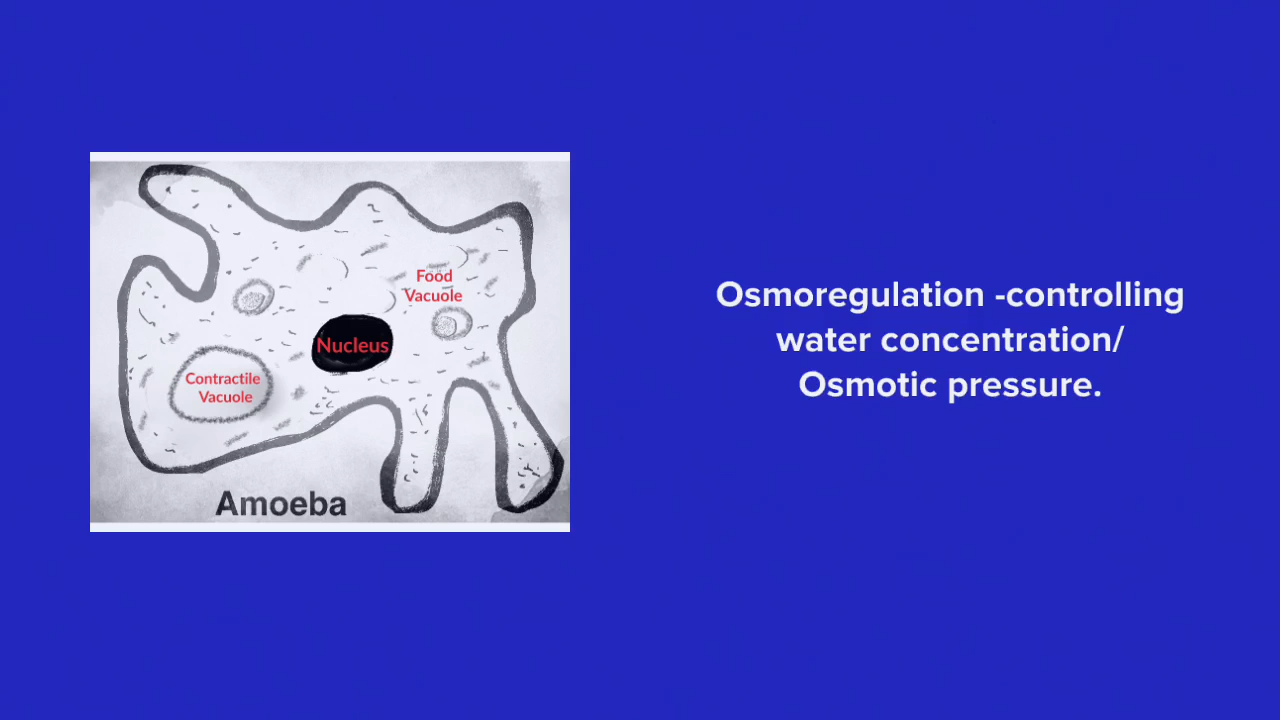 Food
Vacuole
Nucleus
Contractile
Vacuole
Amoeba
Osmoregulation -controlling
water concentration/
Osmotic pressure.